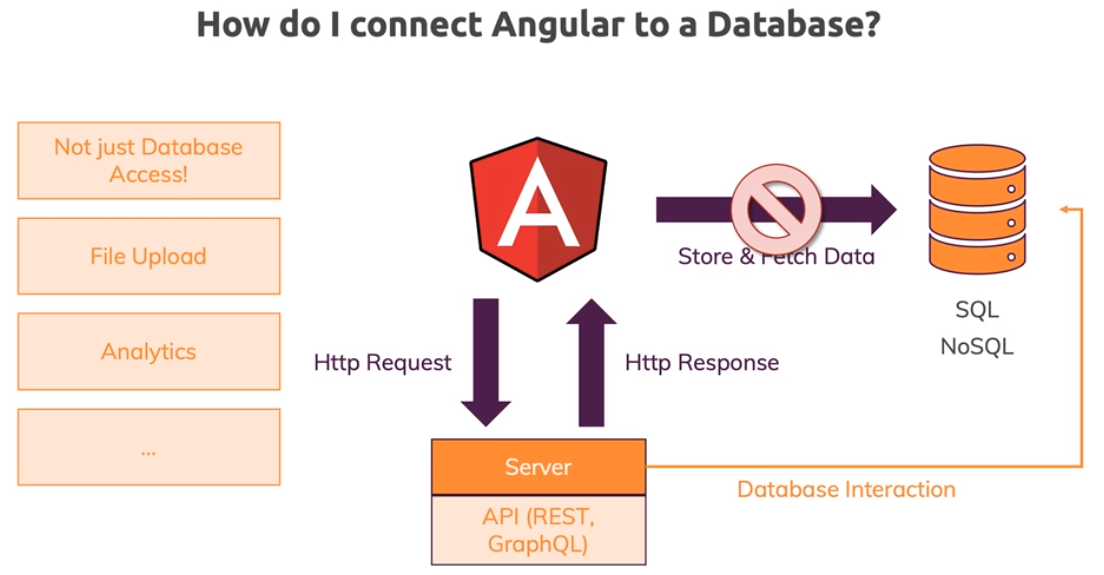 How do I connect Angular to a Database?
Not just Database
Access!
File Upload
Analytics
...
A
Store & Fetch Data
SQL
NoSQL
Http Request
Http Response
Server
API (REST,
GraphQL)
Database Interaction